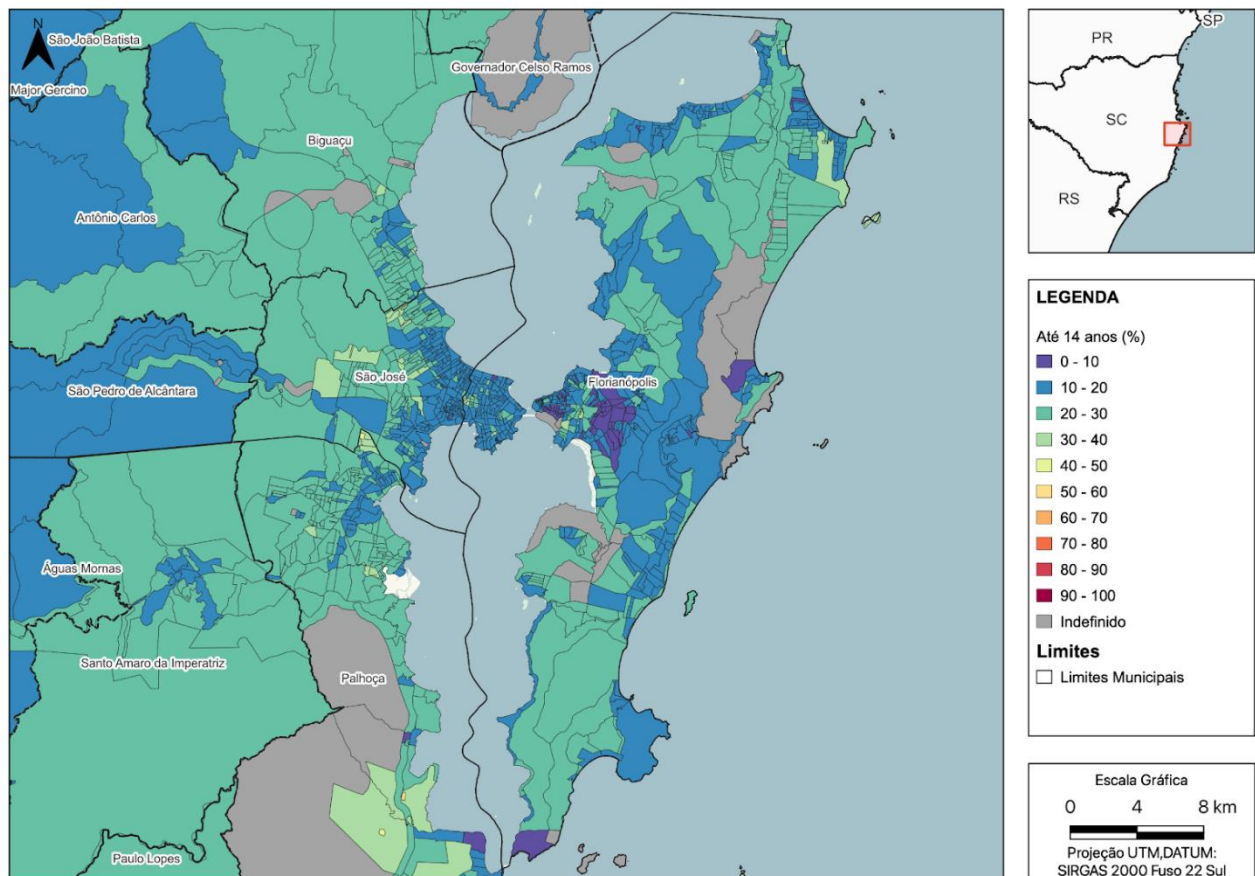 N
São João Batista
Major Gercino
Governador Celso Ramos
Biguaçu
Antônio Carlos
São José
Florianópolis
São Pedro de Alcântara
Águas Mornas
Santo Amaro da Imperatriz
Palhoça
Paulo Lopes
SP
PR
SC
RS
LEGENDA
Até 14 anos (%)
0 - 10
10 - 20
20 - 30
30 - 40
40 - 50
50 - 60
60 - 70
70 - 80
80 - 90
90 - 100
Indefinido
Limites
Limites Municipais
Escala Gráfica
0 4 8 km
Projeção UTM,DATUM:
SIRGAS 2000 Fuso 22 Sul